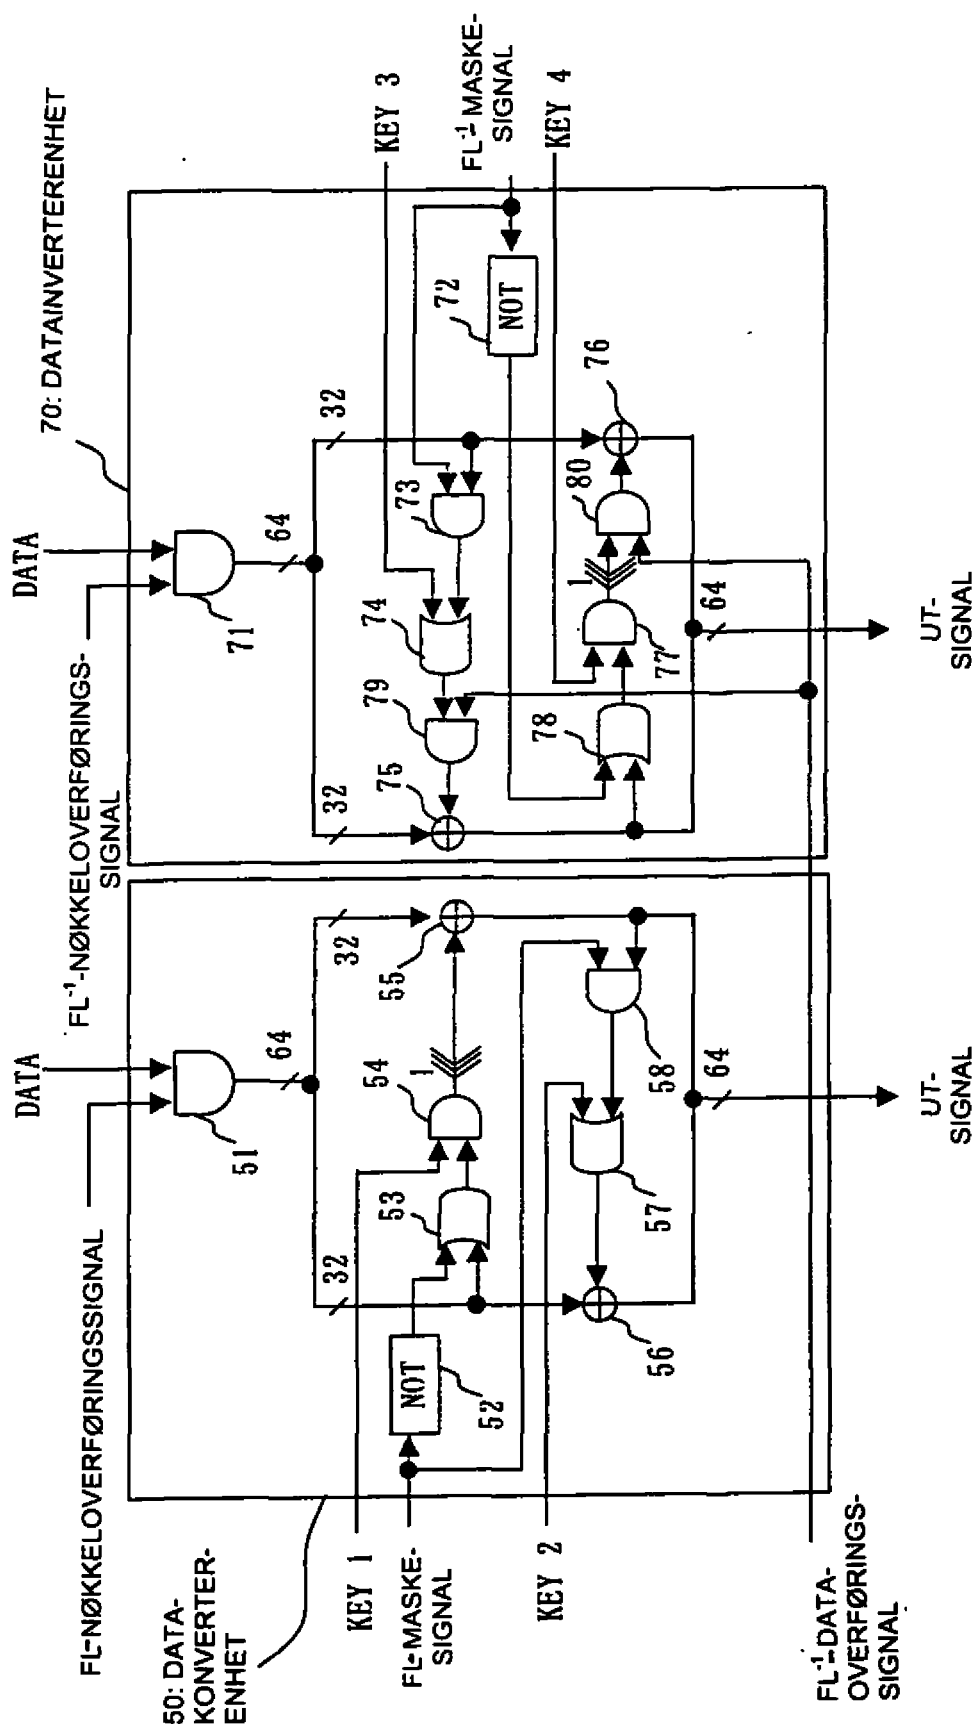 FL-NØKKELOVERFØRINGSSIGNAL
DATA
FL⁻¹-NØKKELOVERFØRINGS-
SIGNAL
DATA
70: DATAINVERTERENHET
50: DATA-
KONVERTER-
ENHET
51
64
71
64
32
32
32
32
KEY 3
KEY 1
NOT
52
53
54
1
55
75
79
74
73
FL-MASKE-
SIGNAL
FL⁻¹-MASKE-
SIGNAL
72
NOT
KEY 2
KEY 4
56
57
58
78
77
1
80
76
64
64
UT-
SIGNAL
UT-
SIGNAL
FL⁻¹-DATA-
OVERFØRINGS-
SIGNAL